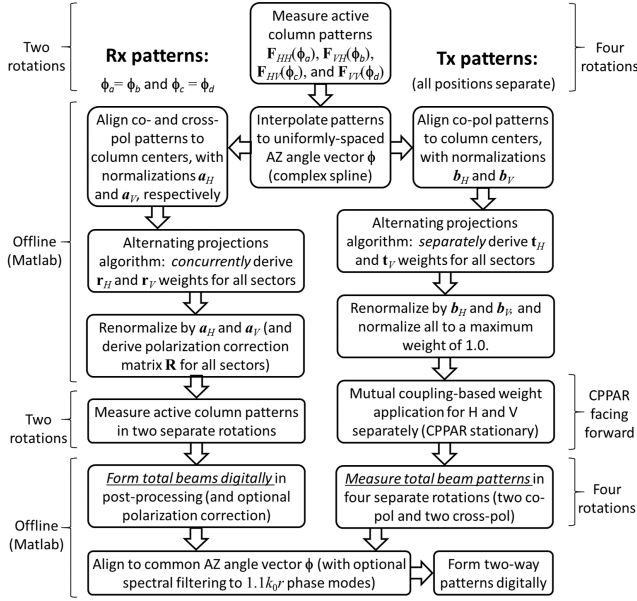 Two
rotations
Rx patterns:
ϕa= ϕb and ϕc = ϕd
Measure active
column patterns
FHH(ϕa), FVH(ϕb),
FHV(ϕc), and FVV(ϕd)
Tx patterns:
(all positions separate)
Four
rotations
Offline
(Matlab)
Align co- and cross-
pol patterns to
column centers, with
normalizations aH
and aV, respectively
Interpolate patterns
to uniformly-spaced
AZ angle vector ϕ
(complex spline)
Align co-pol patterns
to column centers,
with normalizations
bH and bV
Alternating projections
algorithm: concurrently derive
rH and rV weights for all sectors
Alternating projections
algorithm: separately derive tH
and tV weights for all sectors
Renormalize by aH and aV (and
derive polarization correction
matrix R for all sectors)
Renormalize by bH and bV, and
normalize all to a maximum
weight of 1.0.
Two
rotations
Measure active column patterns
in two separate rotations
Mutual coupling-based weight
application for H and V
separately (CPPAR stationary)
CPPAR
facing
forward
Offline
(Matlab)
Form total beams digitally in
post-processing (and optional
polarization correction)
Measure total beam patterns in
four separate rotations (two co-
pol and two cross-pol)
Four
rotations
Align to common AZ angle vector ϕ (with optional
spectral filtering to 1.1k0r phase modes)
Form two-way
patterns digitally